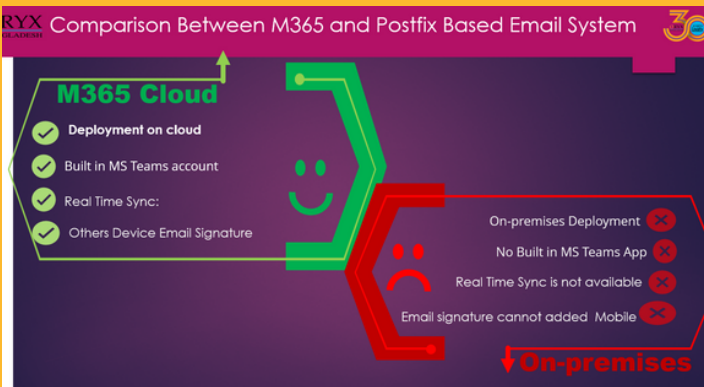 RYX
GLADESH
Comparison Between M365 and Postfix Based Email System
30
M365 Cloud
Deployment on cloud
Built in MS Teams account
Real Time Sync:
Others Device Email Signature
On-premises Deployment
No Built in MS Teams App
Real Time Sync is not available
Email signature cannot added Mobile
On-premises